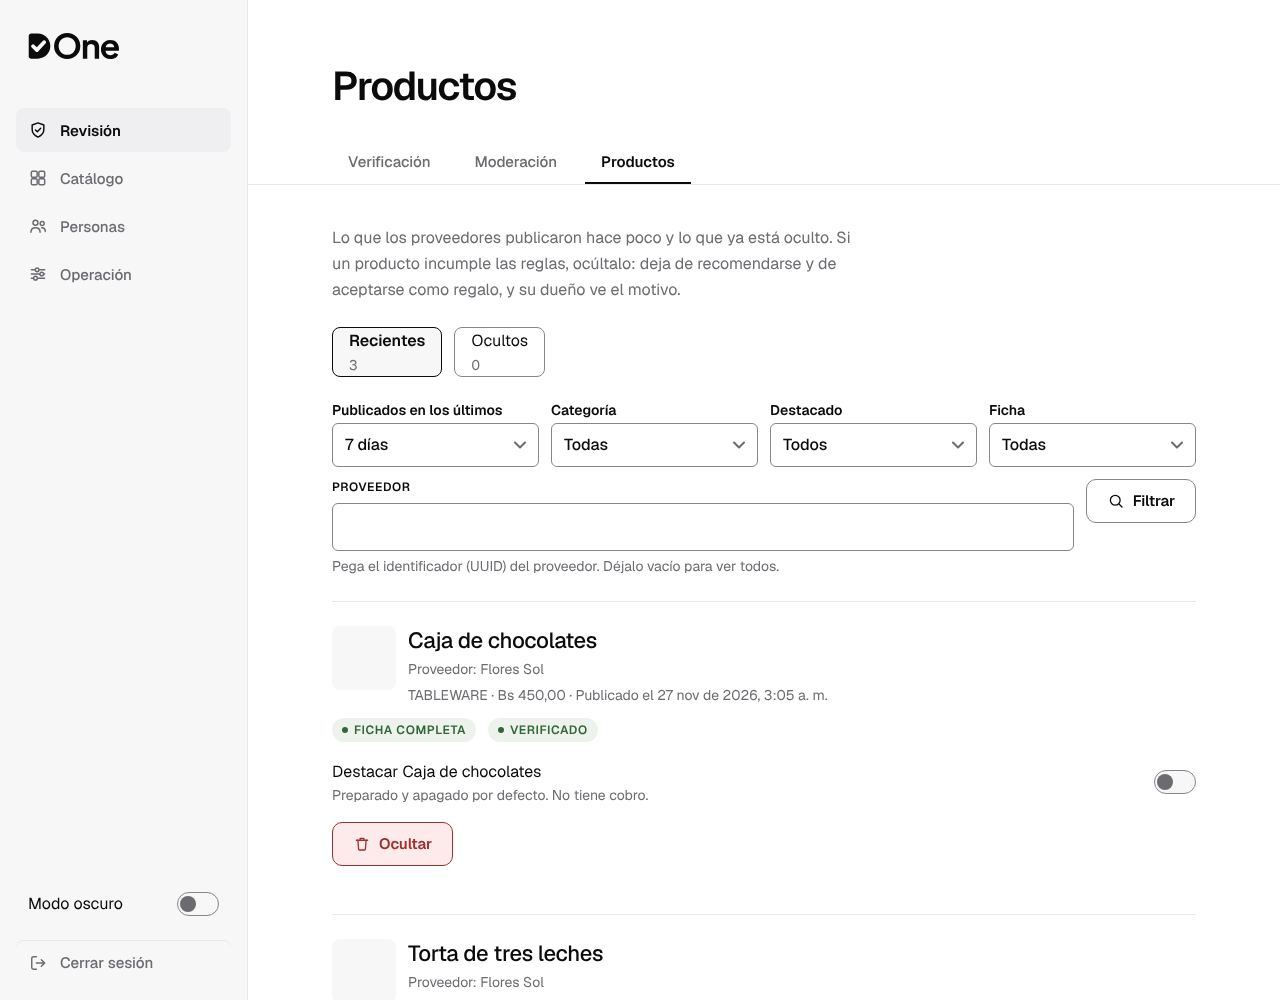 DOne
Revisión
Catálogo
Personas
Operación
Modo oscuro
Cerrar sesión
Productos
Verificación
Moderación
Productos
Lo que los proveedores publicaron hace poco y lo que ya está oculto. Si
un producto incumple las reglas, ocúltalo: deja de recomendarse y de
aceptarse como regalo, y su dueño ve el motivo.
Recientes
3
Ocultos
0
Publicados en los últimos
7 días
Categoría
Todas
Destacado
Todos
Ficha
Todas
PROVEEDOR
Filtrar
Pega el identificador (UUID) del proveedor. Déjalo vacío para ver todos.
Caja de chocolates
Proveedor: Flores Sol
TABLEWARE · Bs 450,00 · Publicado el 27 nov de 2026, 3:05 a. m.
FICHA COMPLETA
VERIFICADO
Destacar Caja de chocolates
Preparado y apagado por defecto. No tiene cobro.
Ocultar
Torta de tres leches
Proveedor: Flores Sol